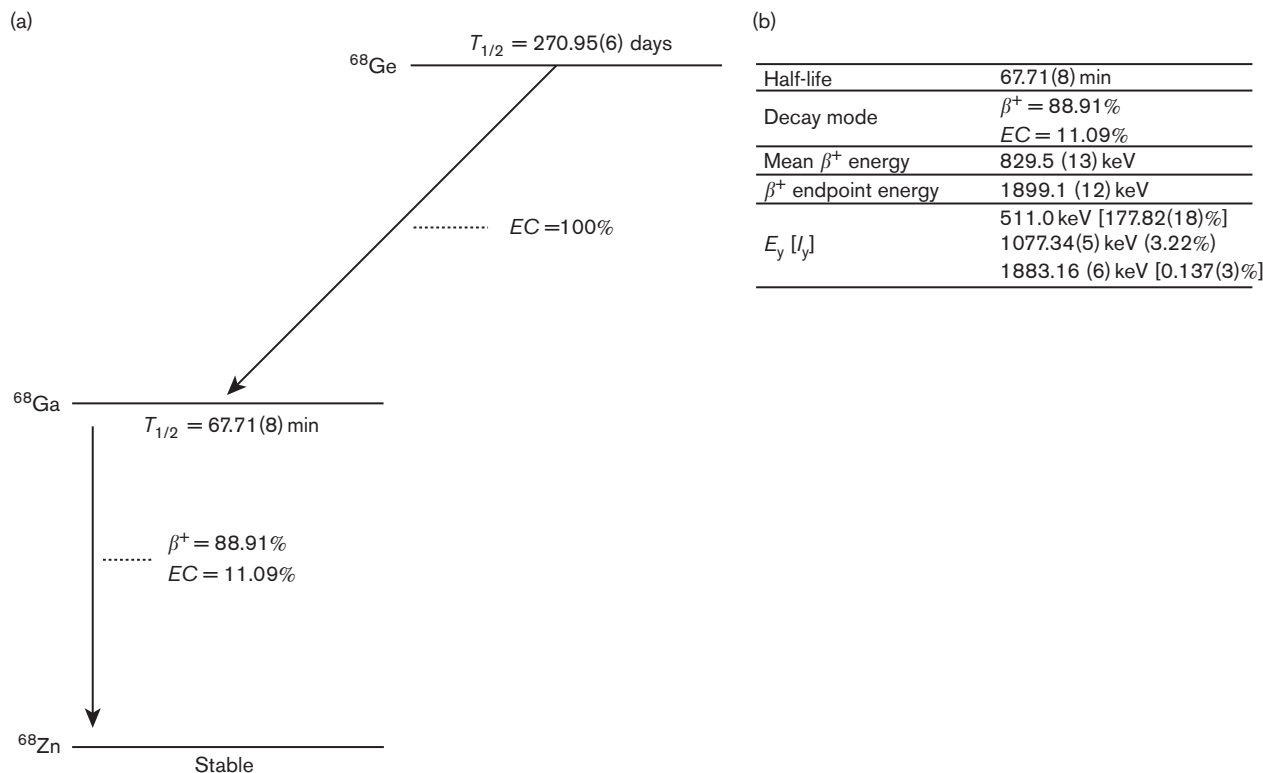 (a)
T1/2 = 270.95(6) days
68Ge
EC =100%
68Ga
T1/2 = 67.71(8) min
β+ = 88.91%
EC = 11.09%
68Zn
Stable
(b)
Half-life 67.71(8) min
Decay mode β+ = 88.91%
EC = 11.09%
Mean β+ energy 829.5 (13) keV
β+ endpoint energy 1899.1 (12) keV
511.0 keV [177.82(18)%]
Ey [Iy] 1077.34(5) keV (3.22%)
1883.16 (6) keV [0.137(3)%]